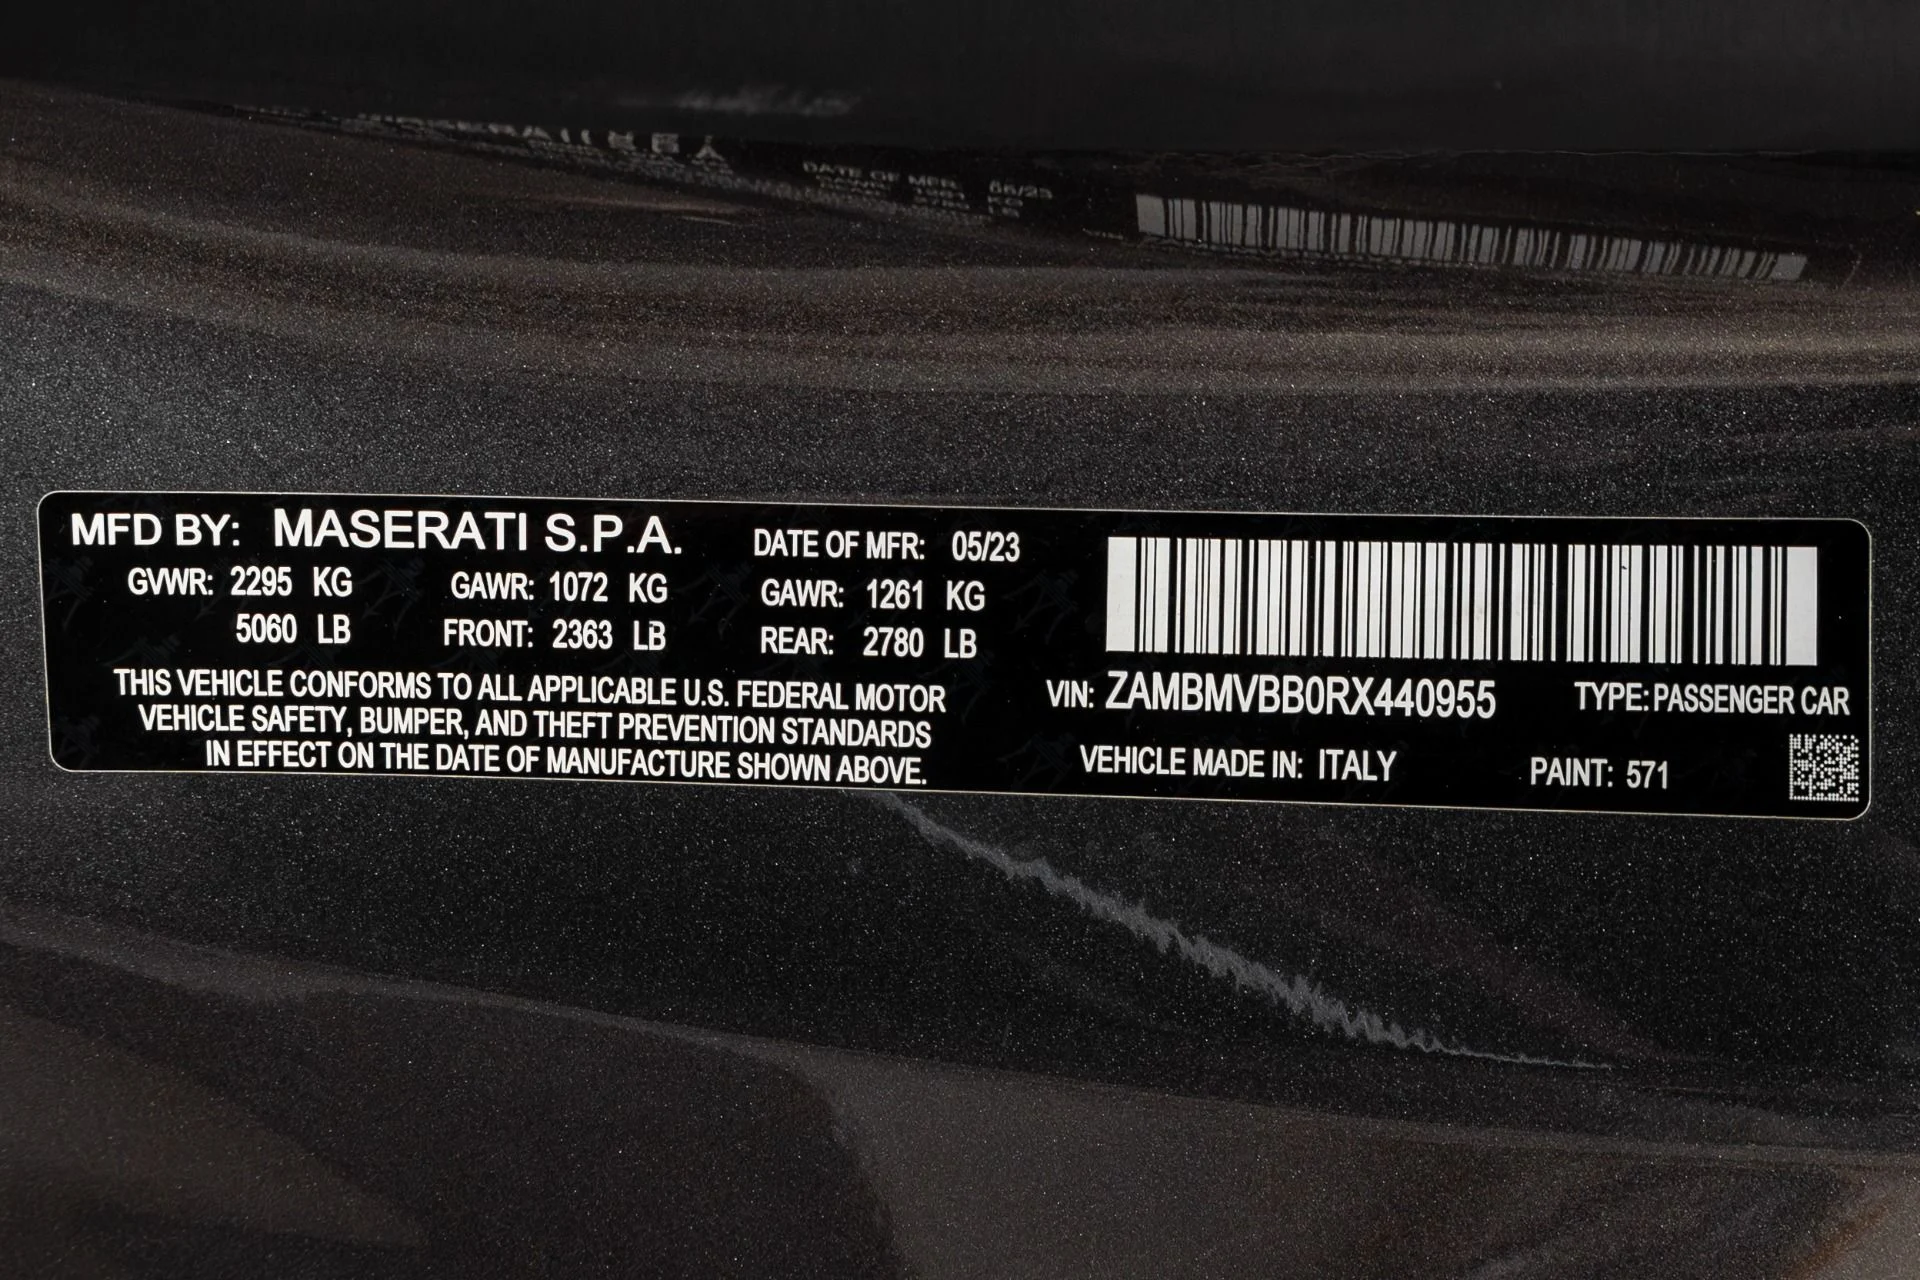 MFD BY: MASERATI S.P.A. DATE OF MFR: 05/23
GVWR: 2295 KG GAWR: 1072 KG GAWR: 1261 KG
5060 LB FRONT: 2363 LB REAR: 2780 LB
THIS VEHICLE CONFORMS TO ALL APPLICABLE U.S. FEDERAL MOTOR
VEHICLE SAFETY, BUMPER, AND THEFT PREVENTION STANDARDS
IN EFFECT ON THE DATE OF MANUFACTURE SHOWN ABOVE.
VIN: ZAMBMVBB0RX440955 TYPE: PASSENGER CAR
VEHICLE MADE IN: ITALY PAINT: 571